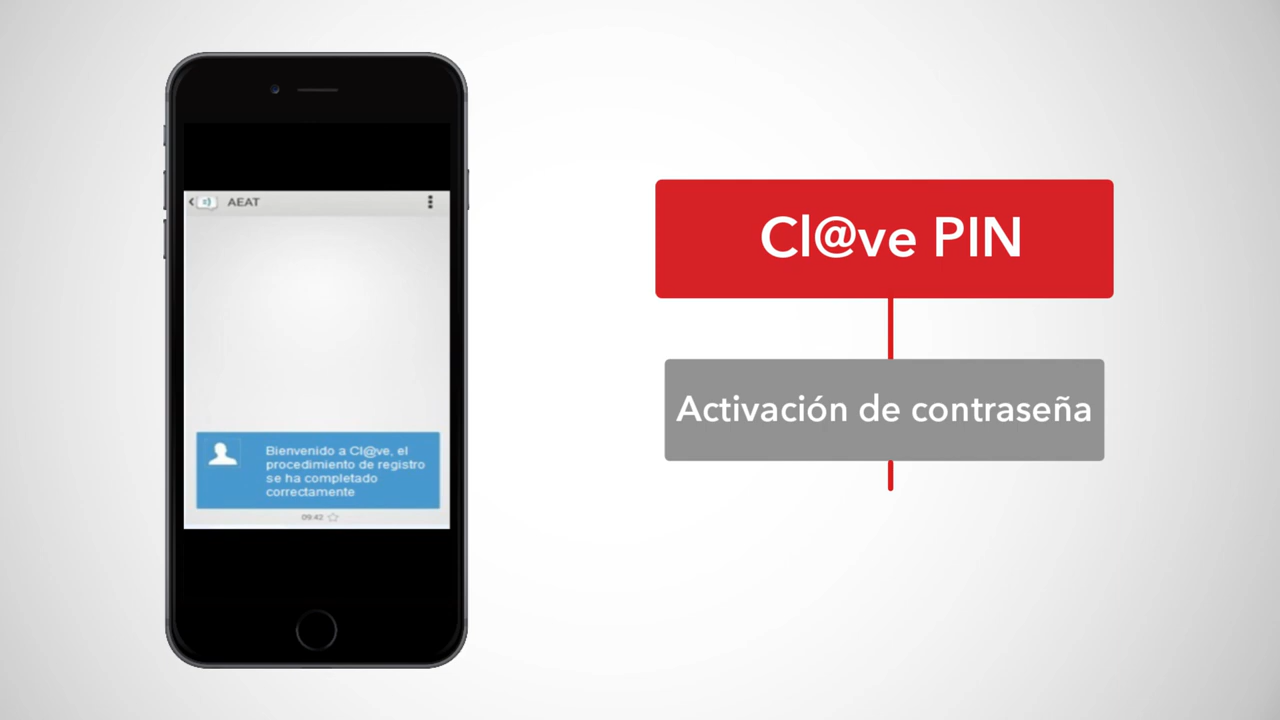 AEAT
Bienvenido a Cl@ve, el
procedimiento de registro
se ha completado
correctamente
09:42
Cl@ve PIN
Activación de contraseña